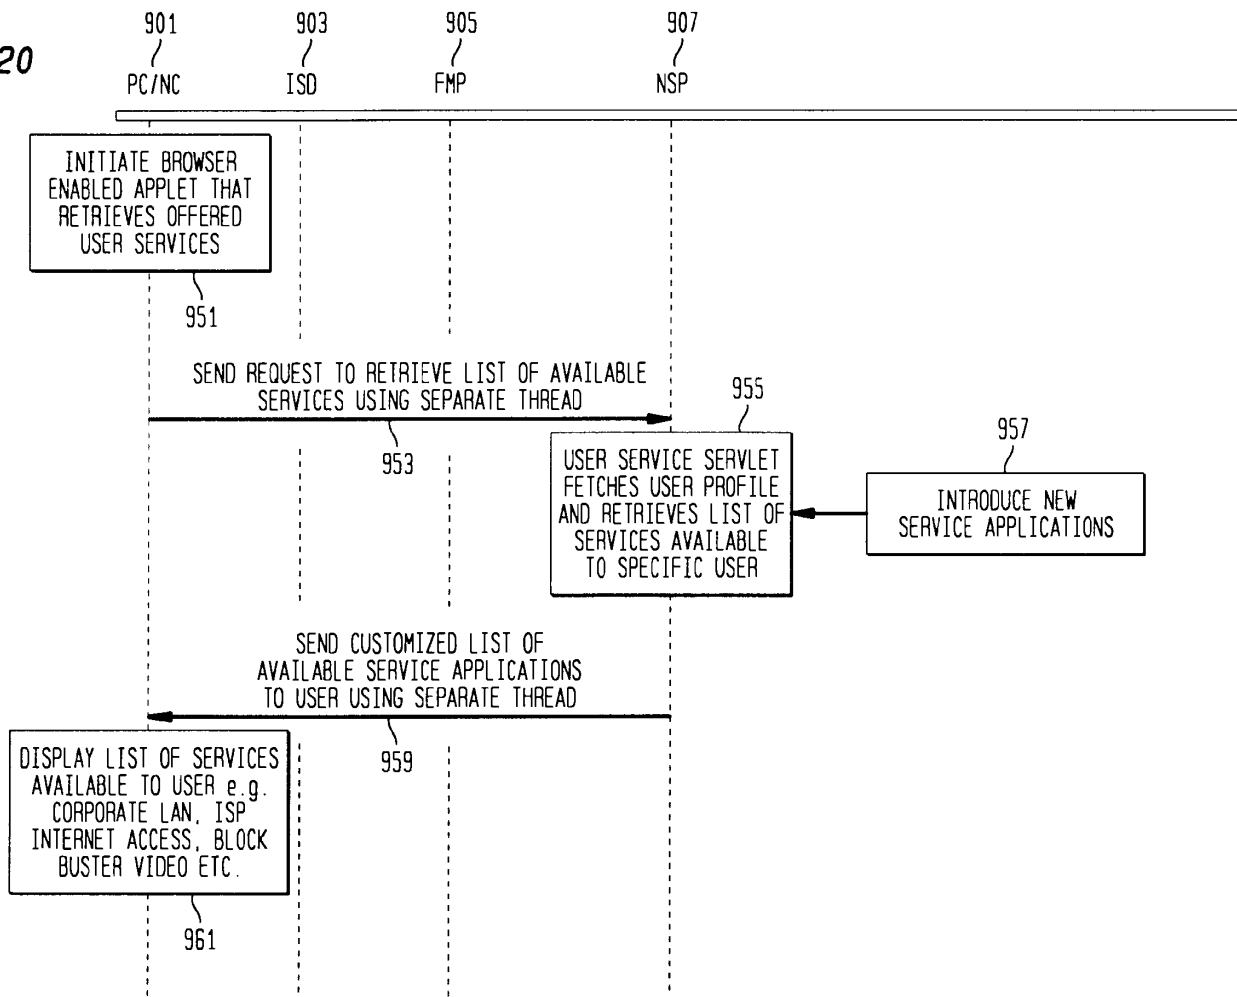 901
903
905
907
20
PC/NC
ISD
FMP
NSP
INITIATE BROWSER
ENABLED APPLET THAT
RETRIEVES OFFERED
USER SERVICES
951
SEND REQUEST TO RETRIEVE LIST OF AVAILABLE
SERVICES USING SEPARATE THREAD
953
955
USER SERVICE SERVLET
FETCHES USER PROFILE
AND RETRIEVES LIST OF
SERVICES AVAILABLE
TO SPECIFIC USER
957
INTRODUCE NEW
SERVICE APPLICATIONS
SEND CUSTOMIZED LIST OF
AVAILABLE SERVICE APPLICATIONS
TO USER USING SEPARATE THREAD
959
DISPLAY LIST OF SERVICES
AVAILABLE TO USER e.g.
CORPORATE LAN, ISP
INTERNET ACCESS, BLOCK
BUSTER VIDEO ETC.
961